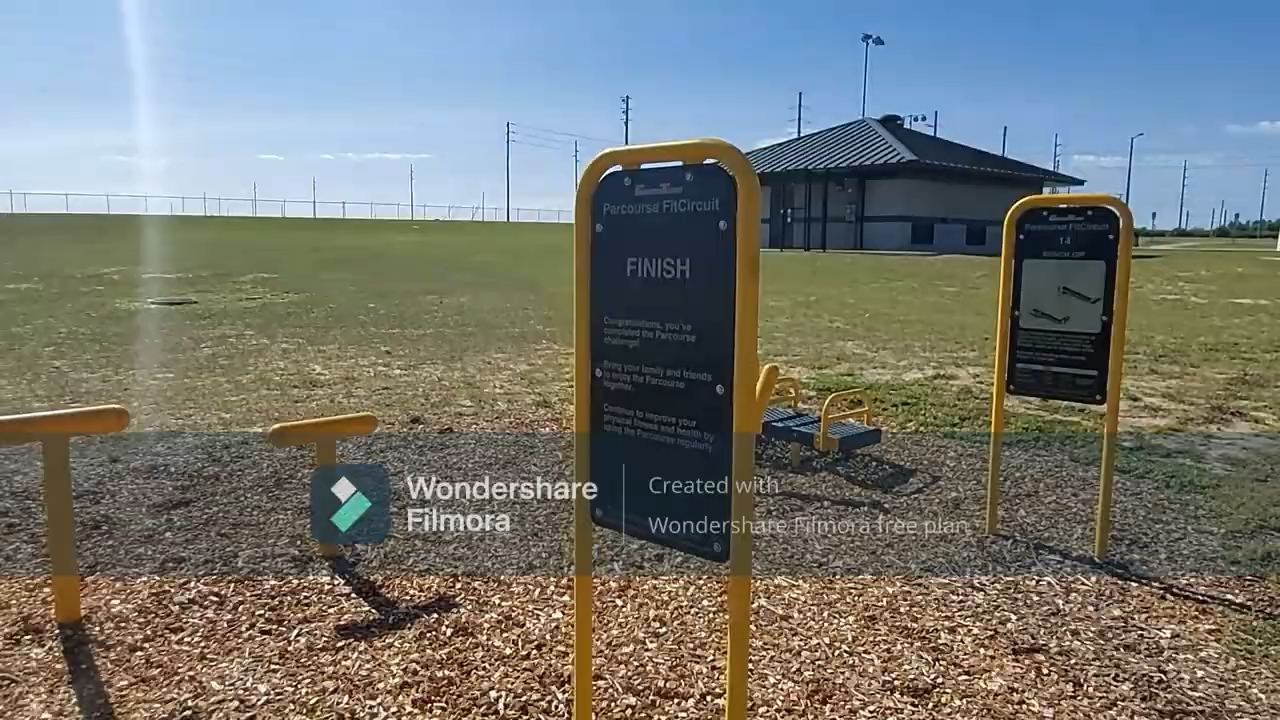 Parcourse FitCircuit
FINISH
Congratulations, you've
completed the Parcourse
challenge!
Bring your family and friends
to enjoy the Parcourse
together.
Continue to improve your
physical fitness and health by
using the Parcourse regularly.
Parcourse FitCircuit
14
BENCH DIP
Wondershare
Filmora
Created with
Wondershare Filmora free plan